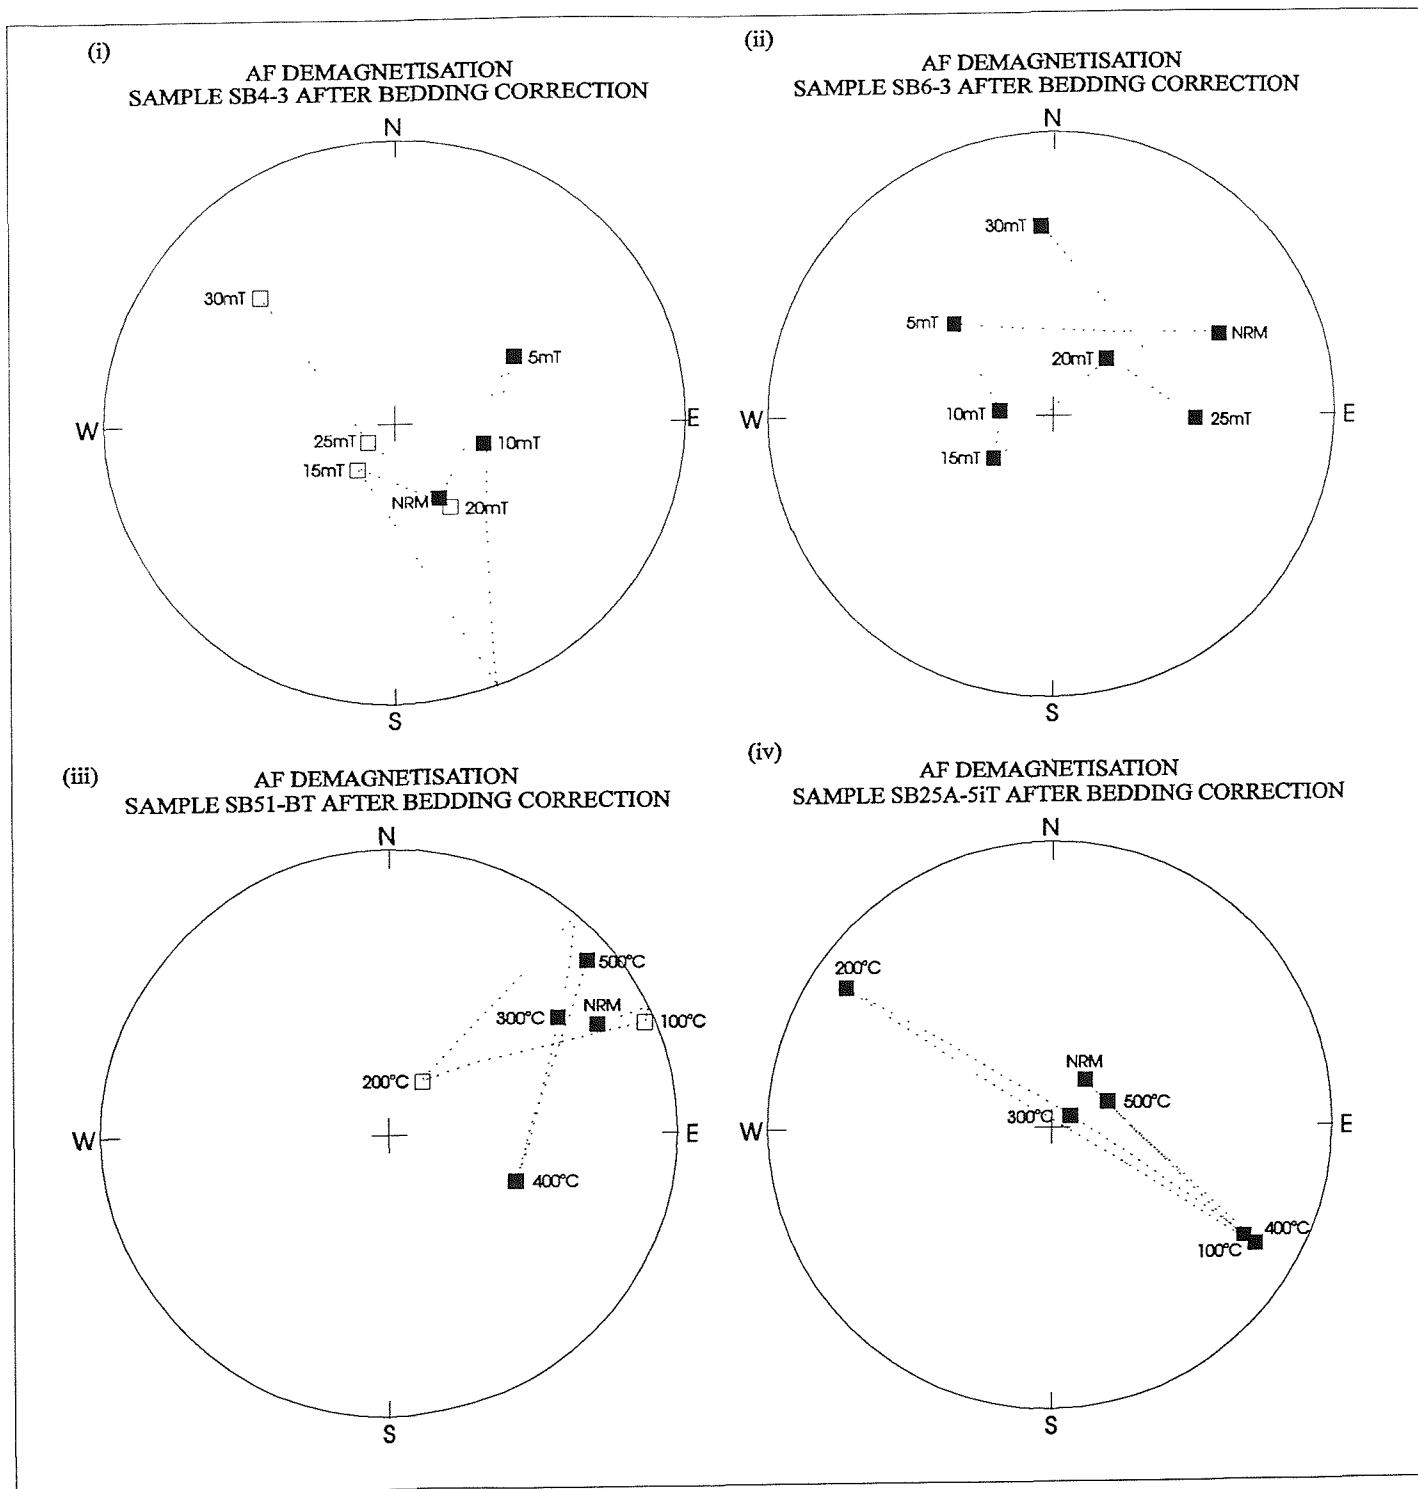 (i)
AF DEMAGNETISATION
SAMPLE SB4-3 AFTER BEDDING CORRECTION
N
30mT
5mT
W
E
25mT
10mT
15mT
NRM
20mT
S
(ii)
AF DEMAGNETISATION
SAMPLE SB6-3 AFTER BEDDING CORRECTION
N
30mT
5mT
NRM
20mT
W
10mT
E
25mT
15mT
S
(iii)
AF DEMAGNETISATION
SAMPLE SB51-BT AFTER BEDDING CORRECTION
N
500°C
300°C
NRM
100°C
200°C
W
E
400°C
S
(iv)
AF DEMAGNETISATION
SAMPLE SB25A-5iT AFTER BEDDING CORRECTION
N
200°C
NRM
500°C
300°C
W
E
400°C
100°C
S